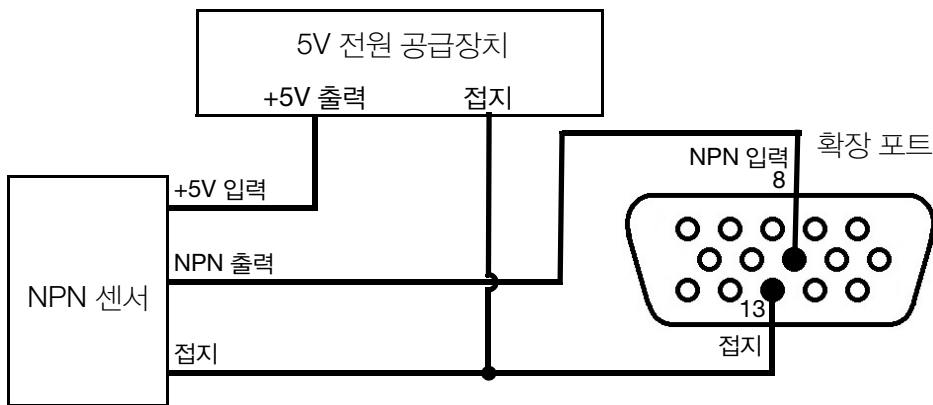 5V 전원 공급장치
+5V 출력
접지
확장 포트
NPN 입력
8
+5V 입력
NPN 출력
NPN 센서
13
접지
접지